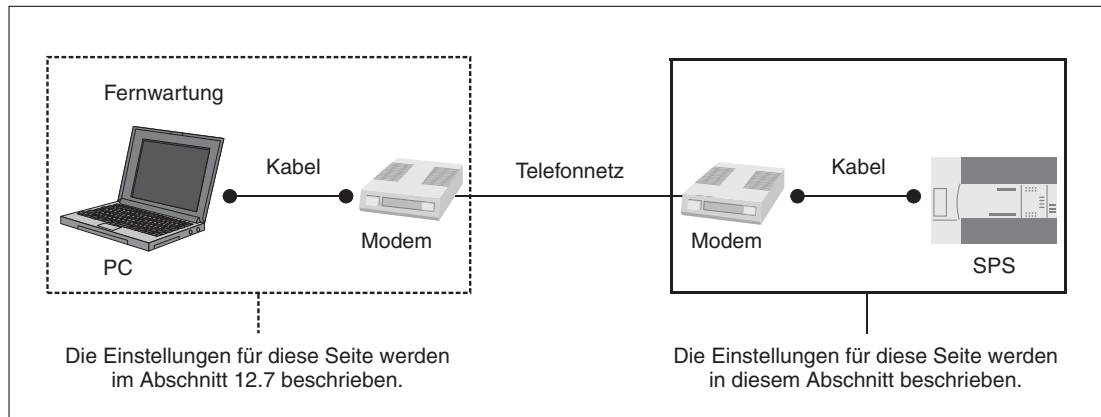 Fernwartung
Kabel
Telefonnetz
Kabel
Modem
Modem
PC
SPS
Die Einstellungen für diese Seite werden
im Abschnitt 12.7 beschrieben.
Die Einstellungen für diese Seite werden
in diesem Abschnitt beschrieben.